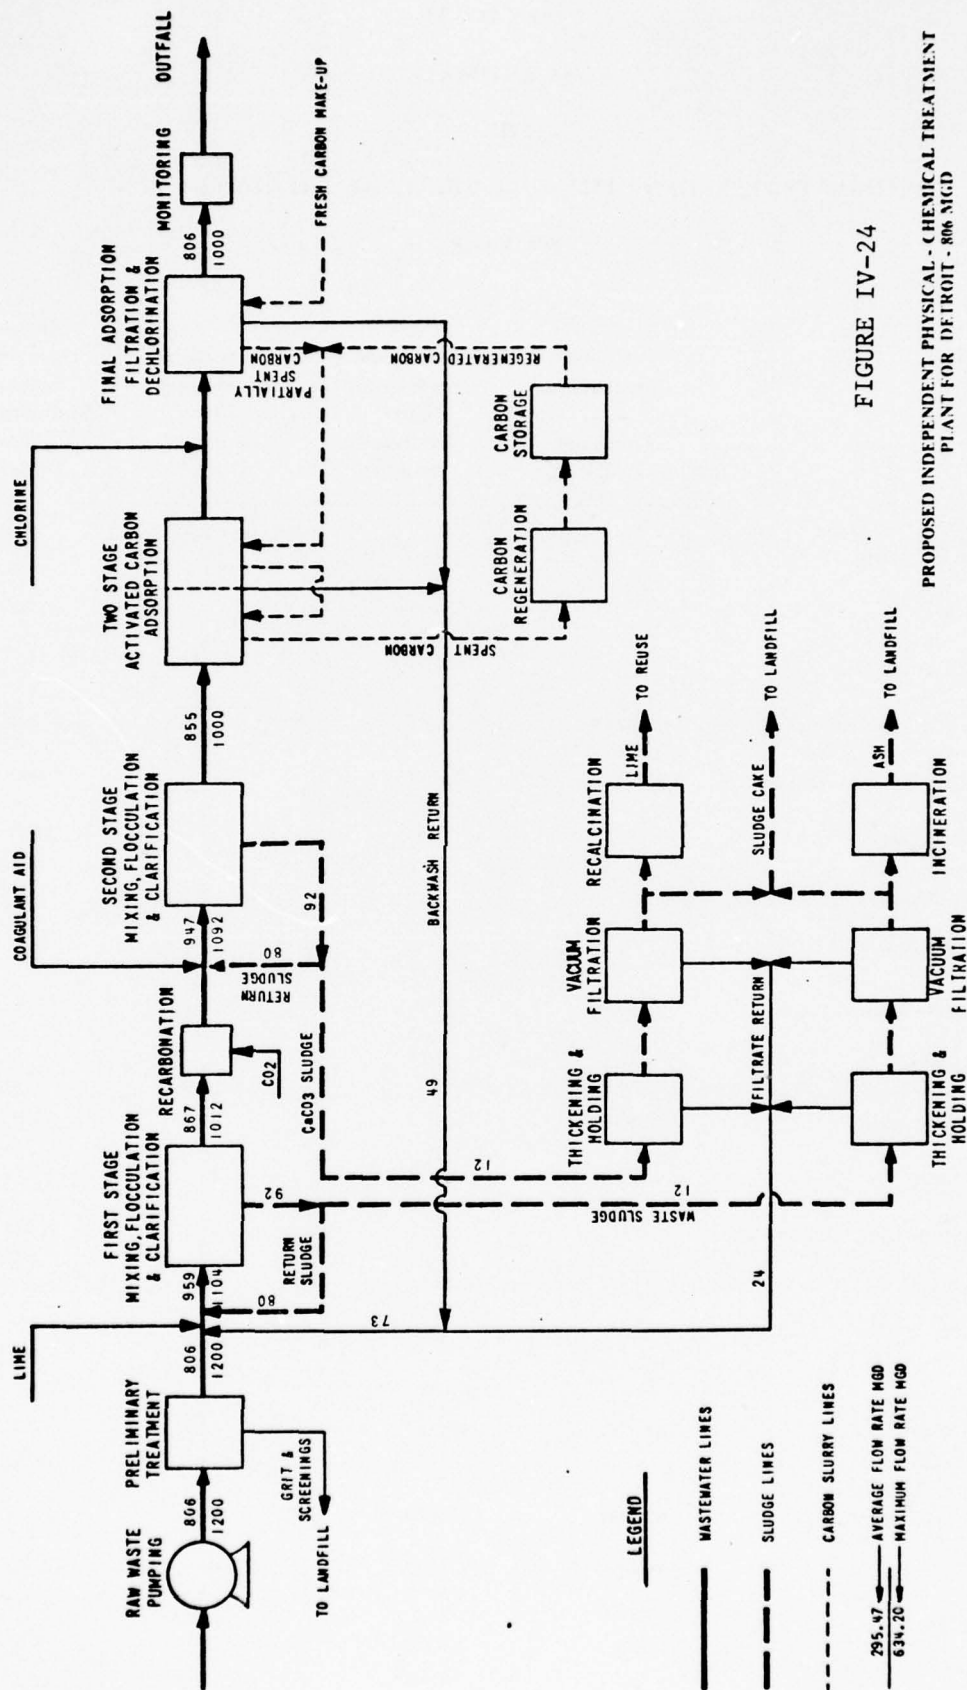 RAW WASTE
PUMPING
806
1200
PRELIMINARY
TREATMENT
GRIT &
SCREENINGS
TO LANDFILL
806
1200
LIME
959
1104
FIRST STAGE
MIXING, FLOCCULATION
& CLARIFICATION
80
RETURN
SLUDGE
92
73
867
1012
RECARBONATION
CO2
COAGULANT AID
947
1092
RETURN
SLUDGE
80
SECOND STAGE
MIXING, FLOCCULATION
& CLARIFICATION
92
CaCO3 SLUDGE
855
1000
TWO STAGE
ACTIVATED CARBON
ADSORPTION
CHLORINE
FINAL ADSORPTION
FILTRATION &
DECHLORINATION
806
1000
MONITORING
OUTFALL
FRESH CARBON MAKE-UP
PARTIALLY
SPENT
CARBON
REGENERATED CARBON
SPENT CARBON
CARBON
REGENERATION
CARBON
STORAGE
BACKWASH RETURN
49
12
THICKENING &
HOLDING
VACUUM
FILTRATION
RECALCINATION
LIME
TO REUSE
FILTRATE RETURN
24
SLUDGE CAKE
TO LANDFILL
WASTE SLUDGE
12
THICKENING &
HOLDING
VACUUM
FILTRATION
INCINERATION
ASH
TO LANDFILL
LEGEND
WASTEWATER LINES
SLUDGE LINES
CARBON SLURRY LINES
295.47 AVERAGE FLOW RATE MGD
634.20 MAXIMUM FLOW RATE MGD
FIGURE IV-24
PROPOSED INDEPENDENT PHYSICAL - CHEMICAL TREATMENT
PLANT FOR DETROIT - 806 MGD